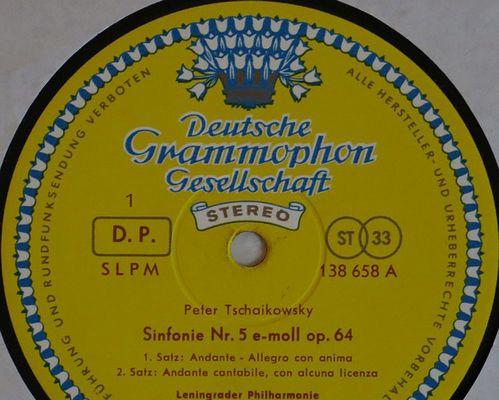 Deutsche
Grammophon
Gesellschaft
STEREO
1
D. P.
SLPM
ST 33
138 658 A
Peter Tschaikowsky
Sinfonie Nr. 5 e-moll op. 64
1. Satz: Andante - Allegro con anima
2. Satz: Andante cantabile, con alcuna licenza
Leningrader Philharmonie
FÜHRUNG UND RUNDFUNKSENDUNG VERBOTEN
ALLE HERSTELLER- UND URHEBERRECHTE VORBEHAL